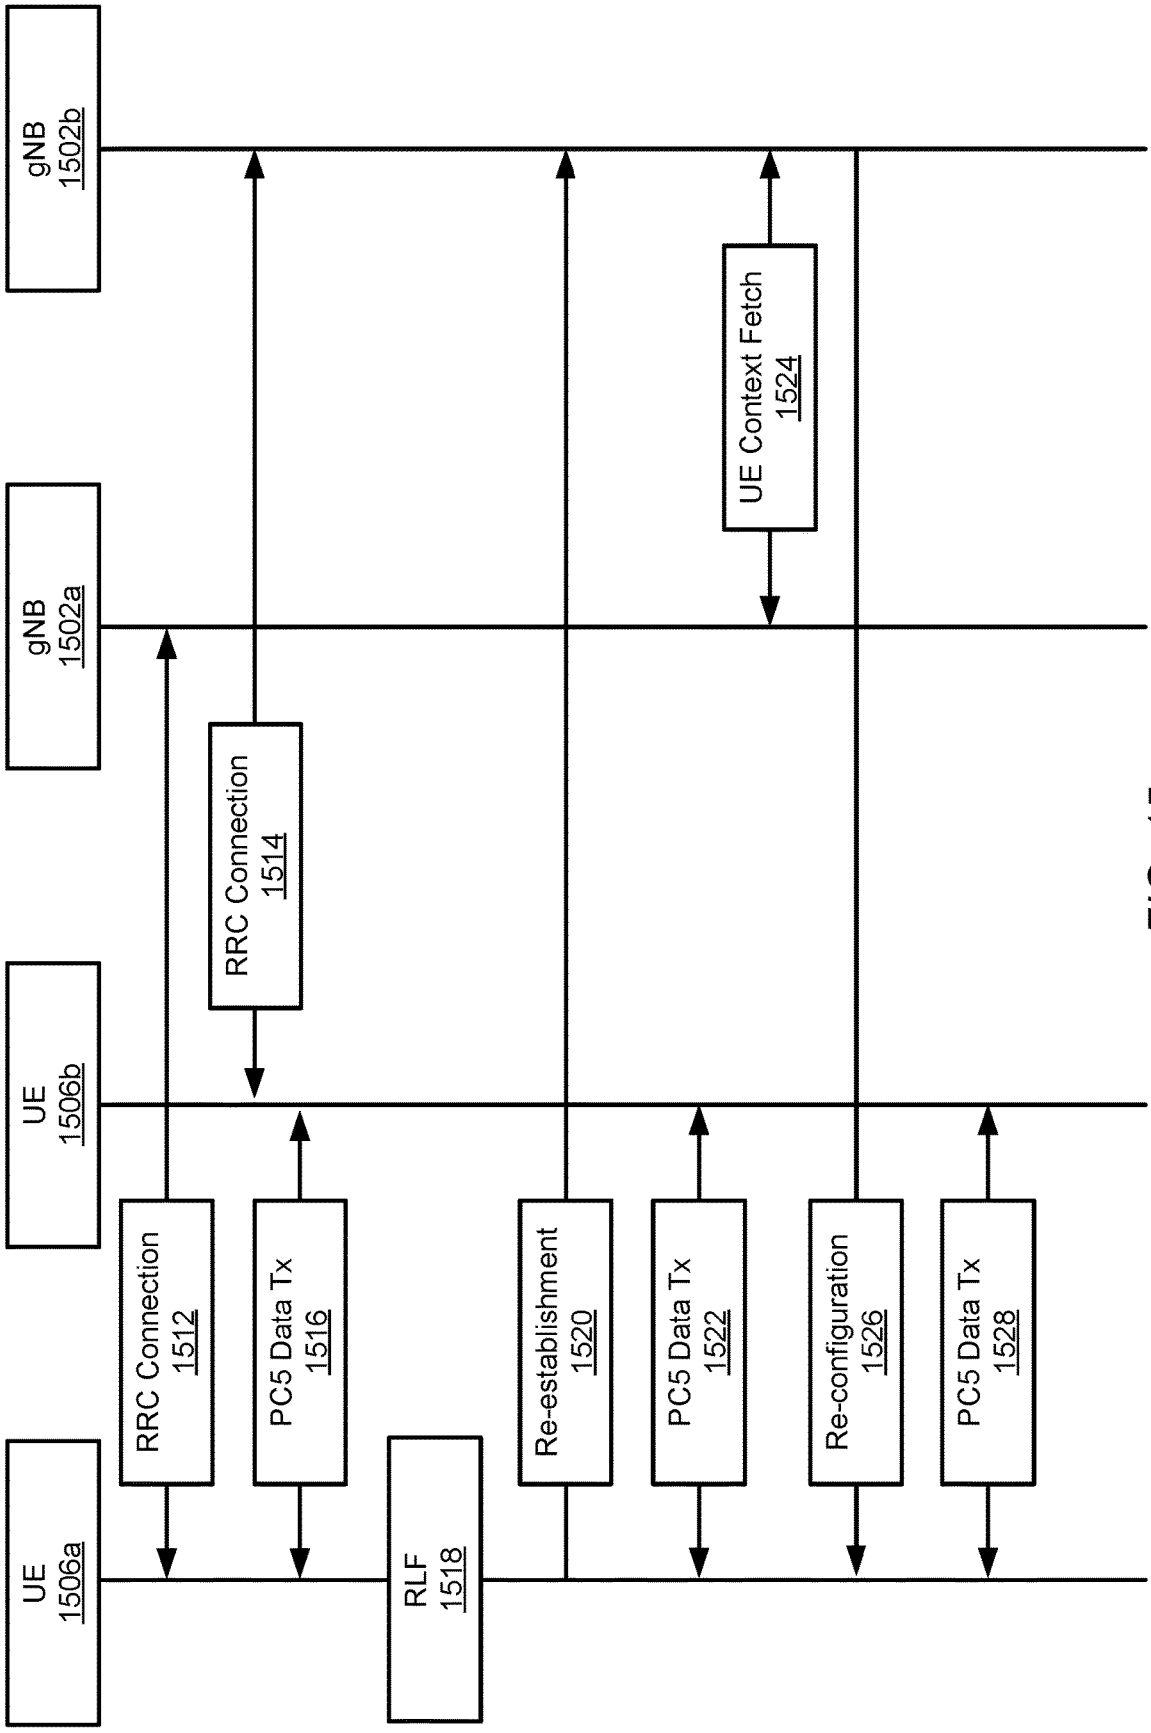 UE
1506a
UE
1506b
gNB
1502a
gNB
1502b
RRC Connection
1512
RRC Connection
1514
PC5 Data Tx
1516
RLF
1518
Re-establishment
1520
PC5 Data Tx
1522
UE Context Fetch
1524
Re-configuration
1526
PC5 Data Tx
1528